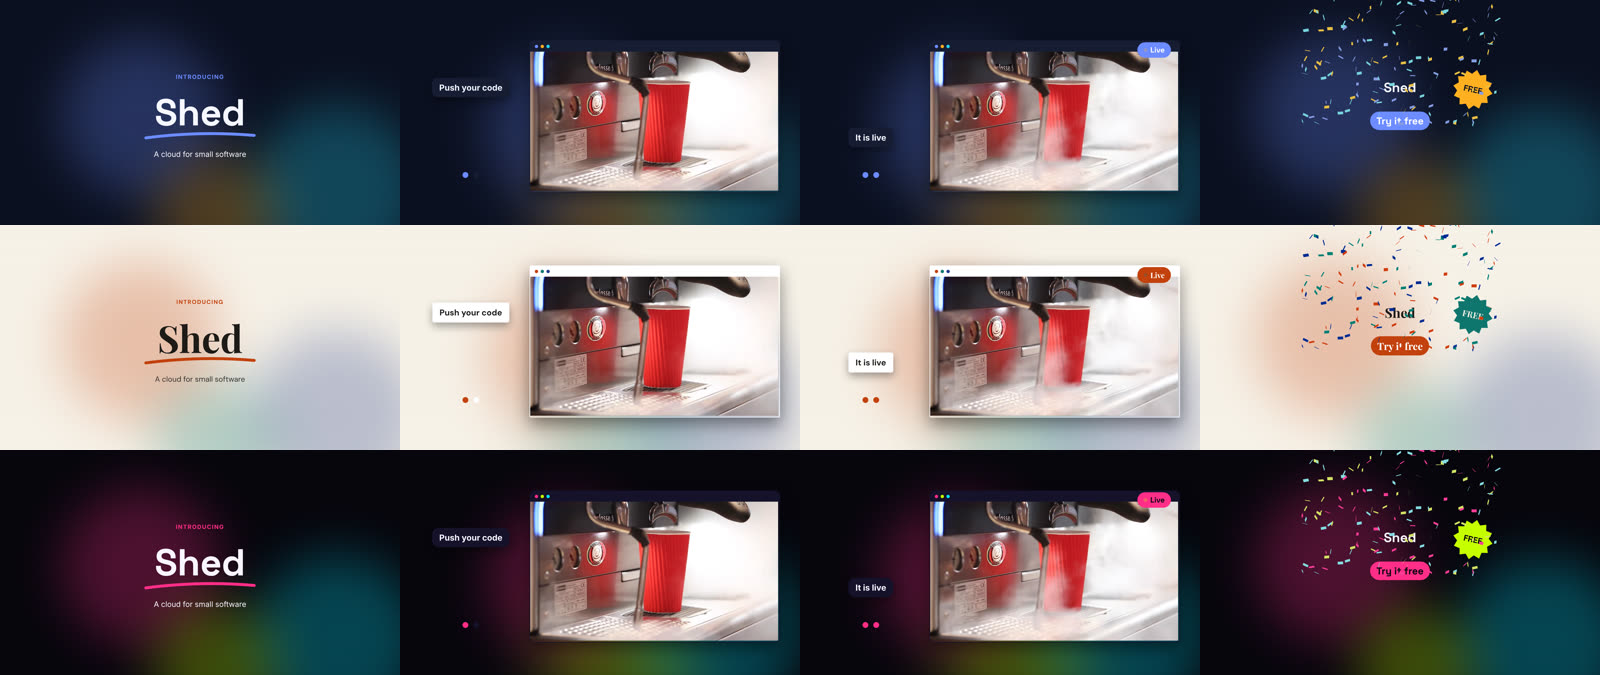 INTRODUCING
Shed
A cloud for small software
Push your code
It is live
Live
Shed
FREE
Try it free
INTRODUCING
Shed
A cloud for small software
Push your code
It is live
Live
Shed
FREE
Try it free
INTRODUCING
Shed
A cloud for small software
Push your code
It is live
Live
Shed
FREE
Try it free